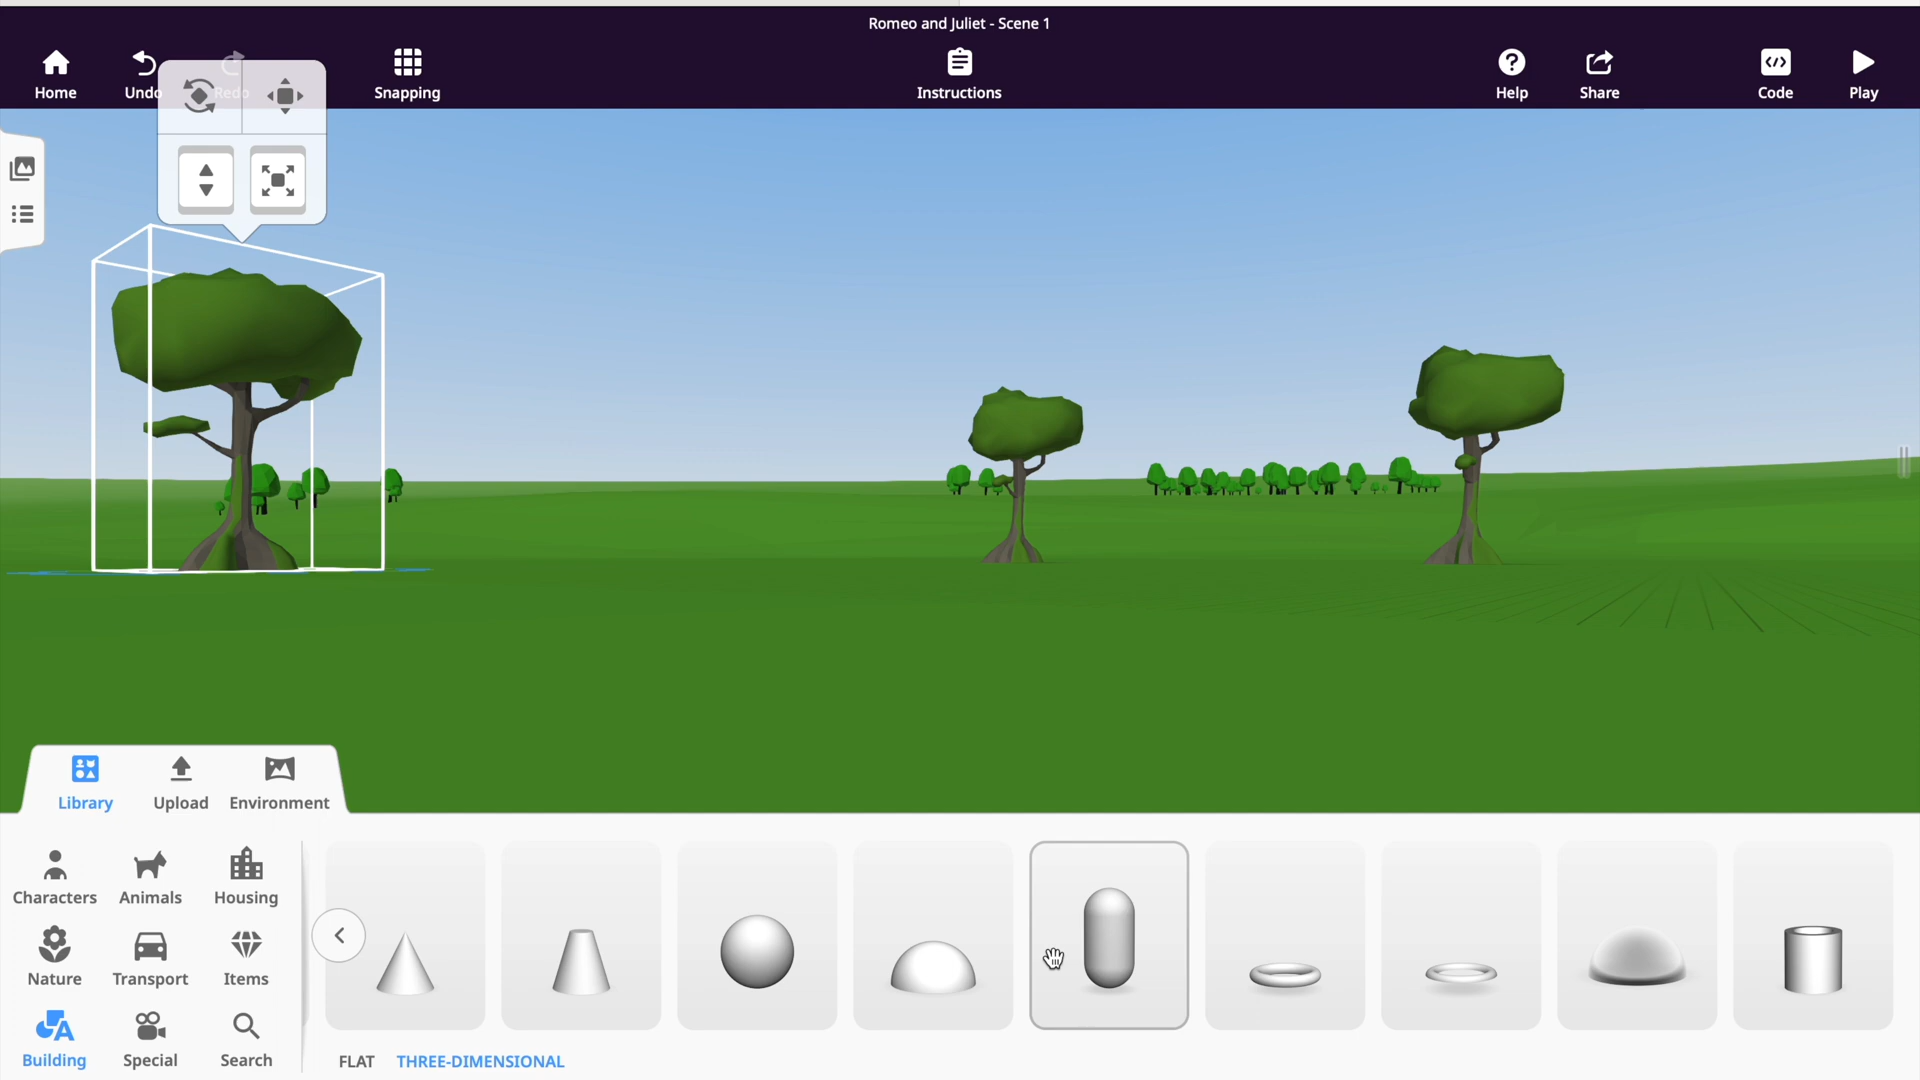 Romeo and Juliet - Scene 1
Home
Undo
Redo
Snapping
Instructions
Help
Share
Code
Play
Library
Upload
Environment
Characters
Animals
Housing
Nature
Transport
Items
Building
Special
Search
FLAT
THREE-DIMENSIONAL